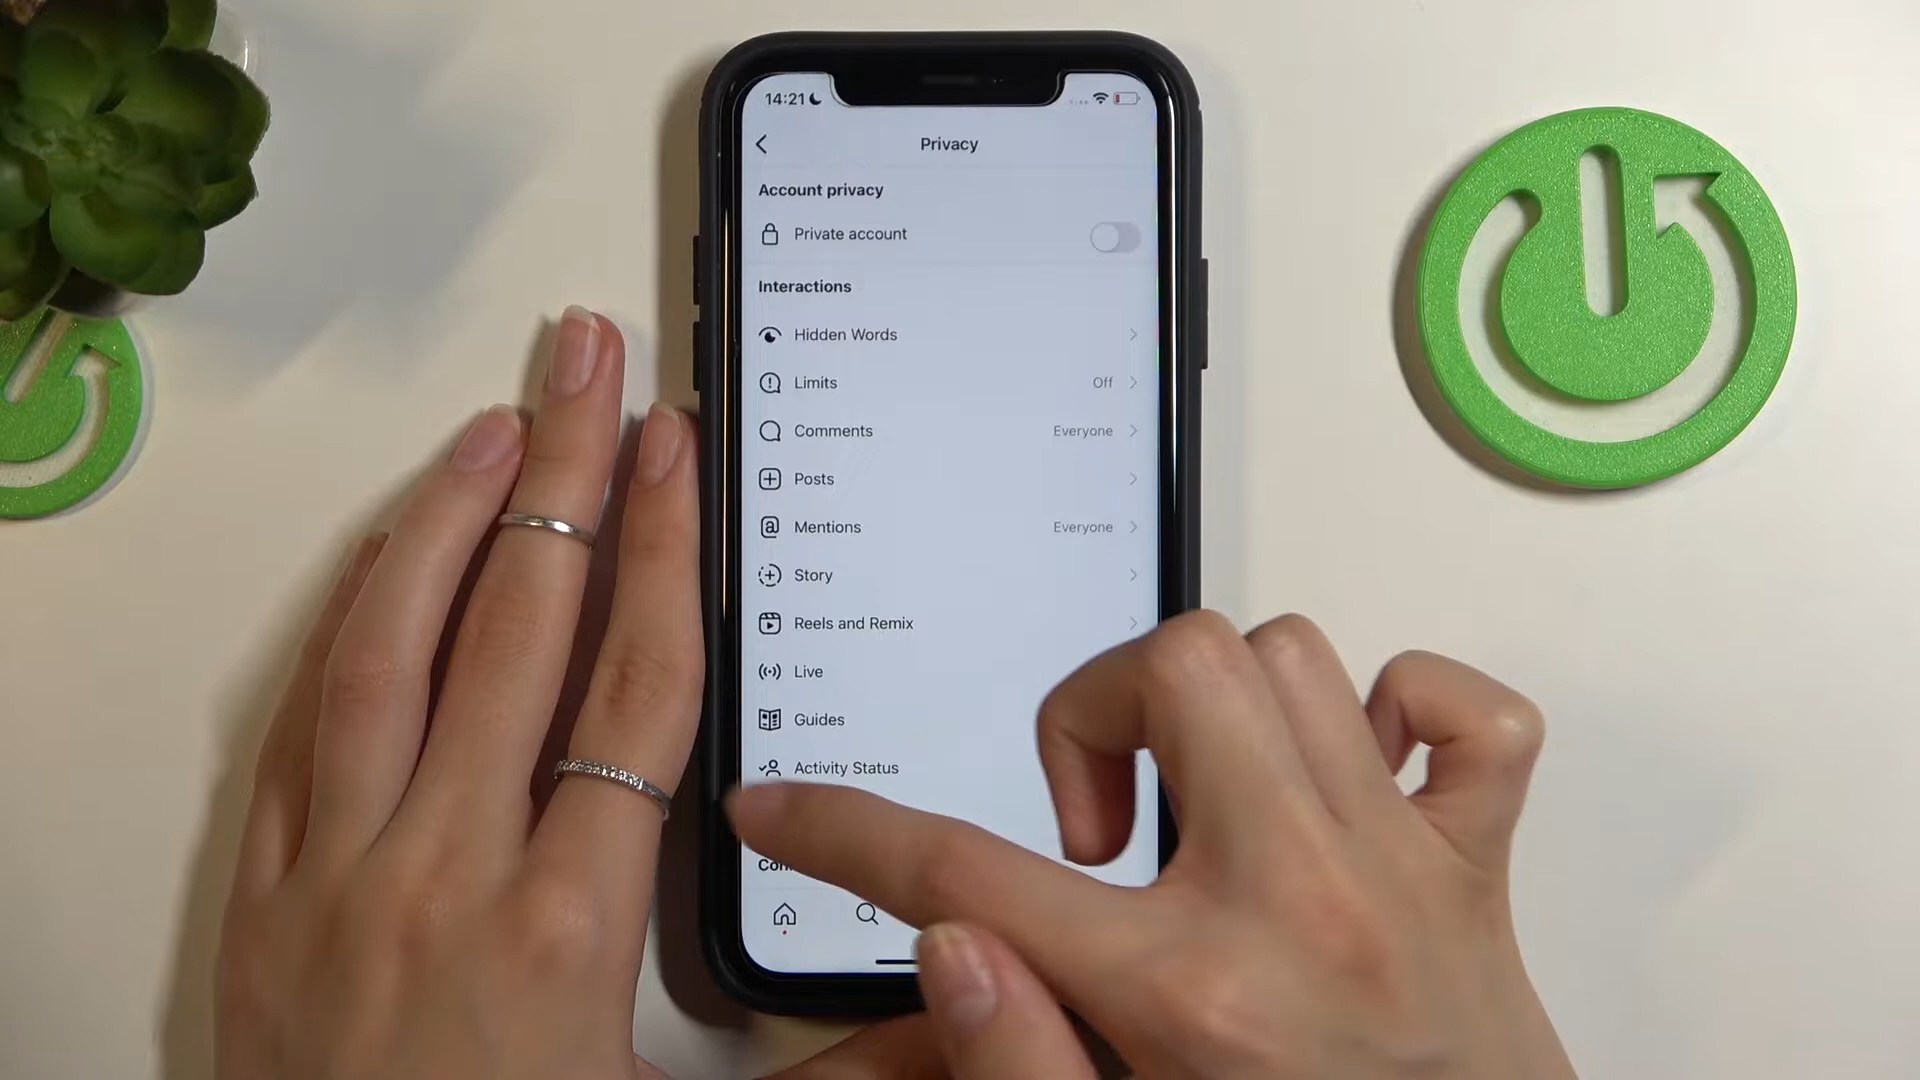 14:21
Privacy
Account privacy
Private account
Interactions
Hidden Words
Limits Off
Comments Everyone
Posts
Mentions Everyone
Story
Reels and Remix
Live
Guides
Activity Status